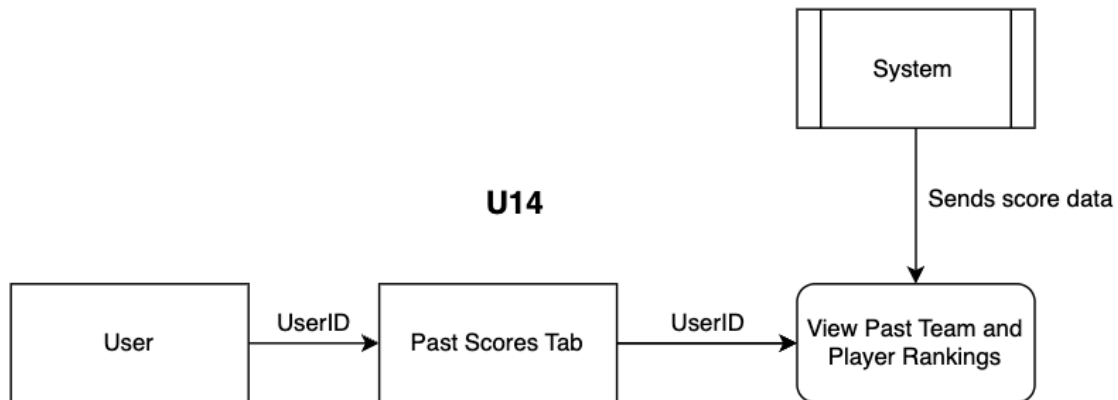 System
Sends score data
U14
User
UserID
Past Scores Tab
UserID
View Past Team and
Player Rankings